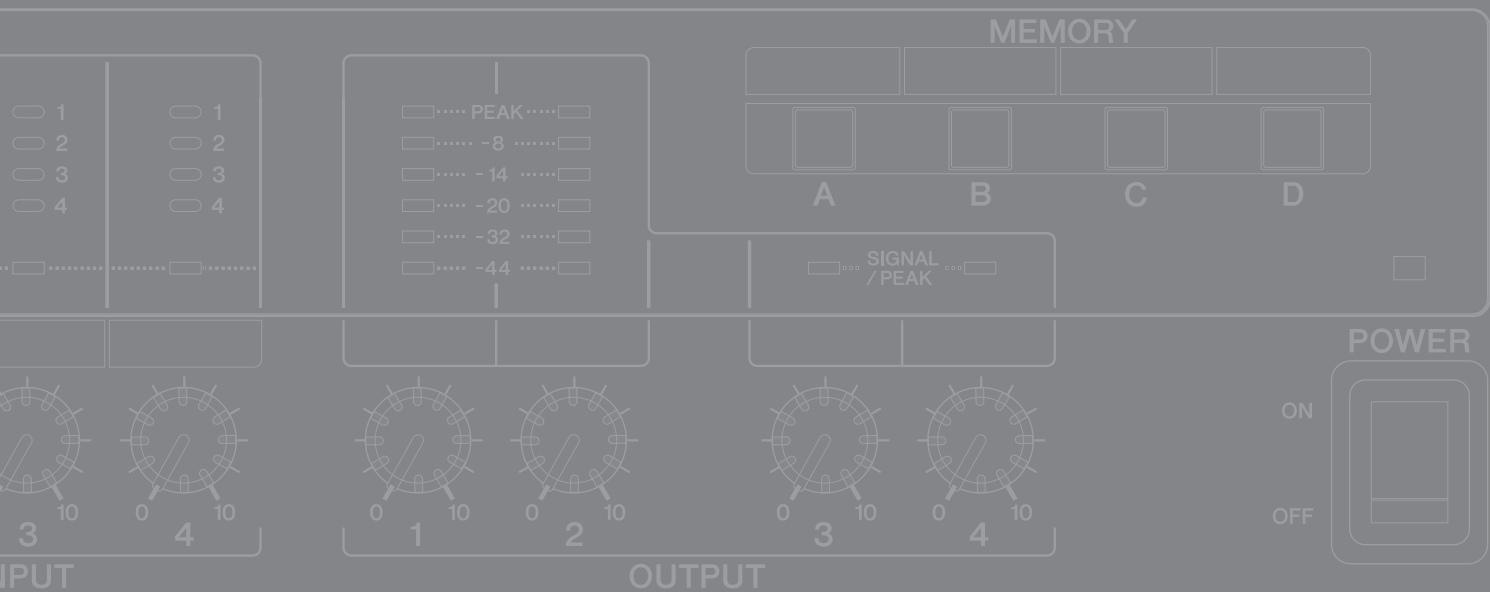 MEMORY
1 1 PEAK
2 2 -8
3 3 -14
4 4 -20
A B C D
-32
-44
SIGNAL
/ PEAK
POWER
ON
OFF
10 0 10 0 10 0 10 0 10 0 10
3 4 1 2 3 4
NPUT OUTPUT